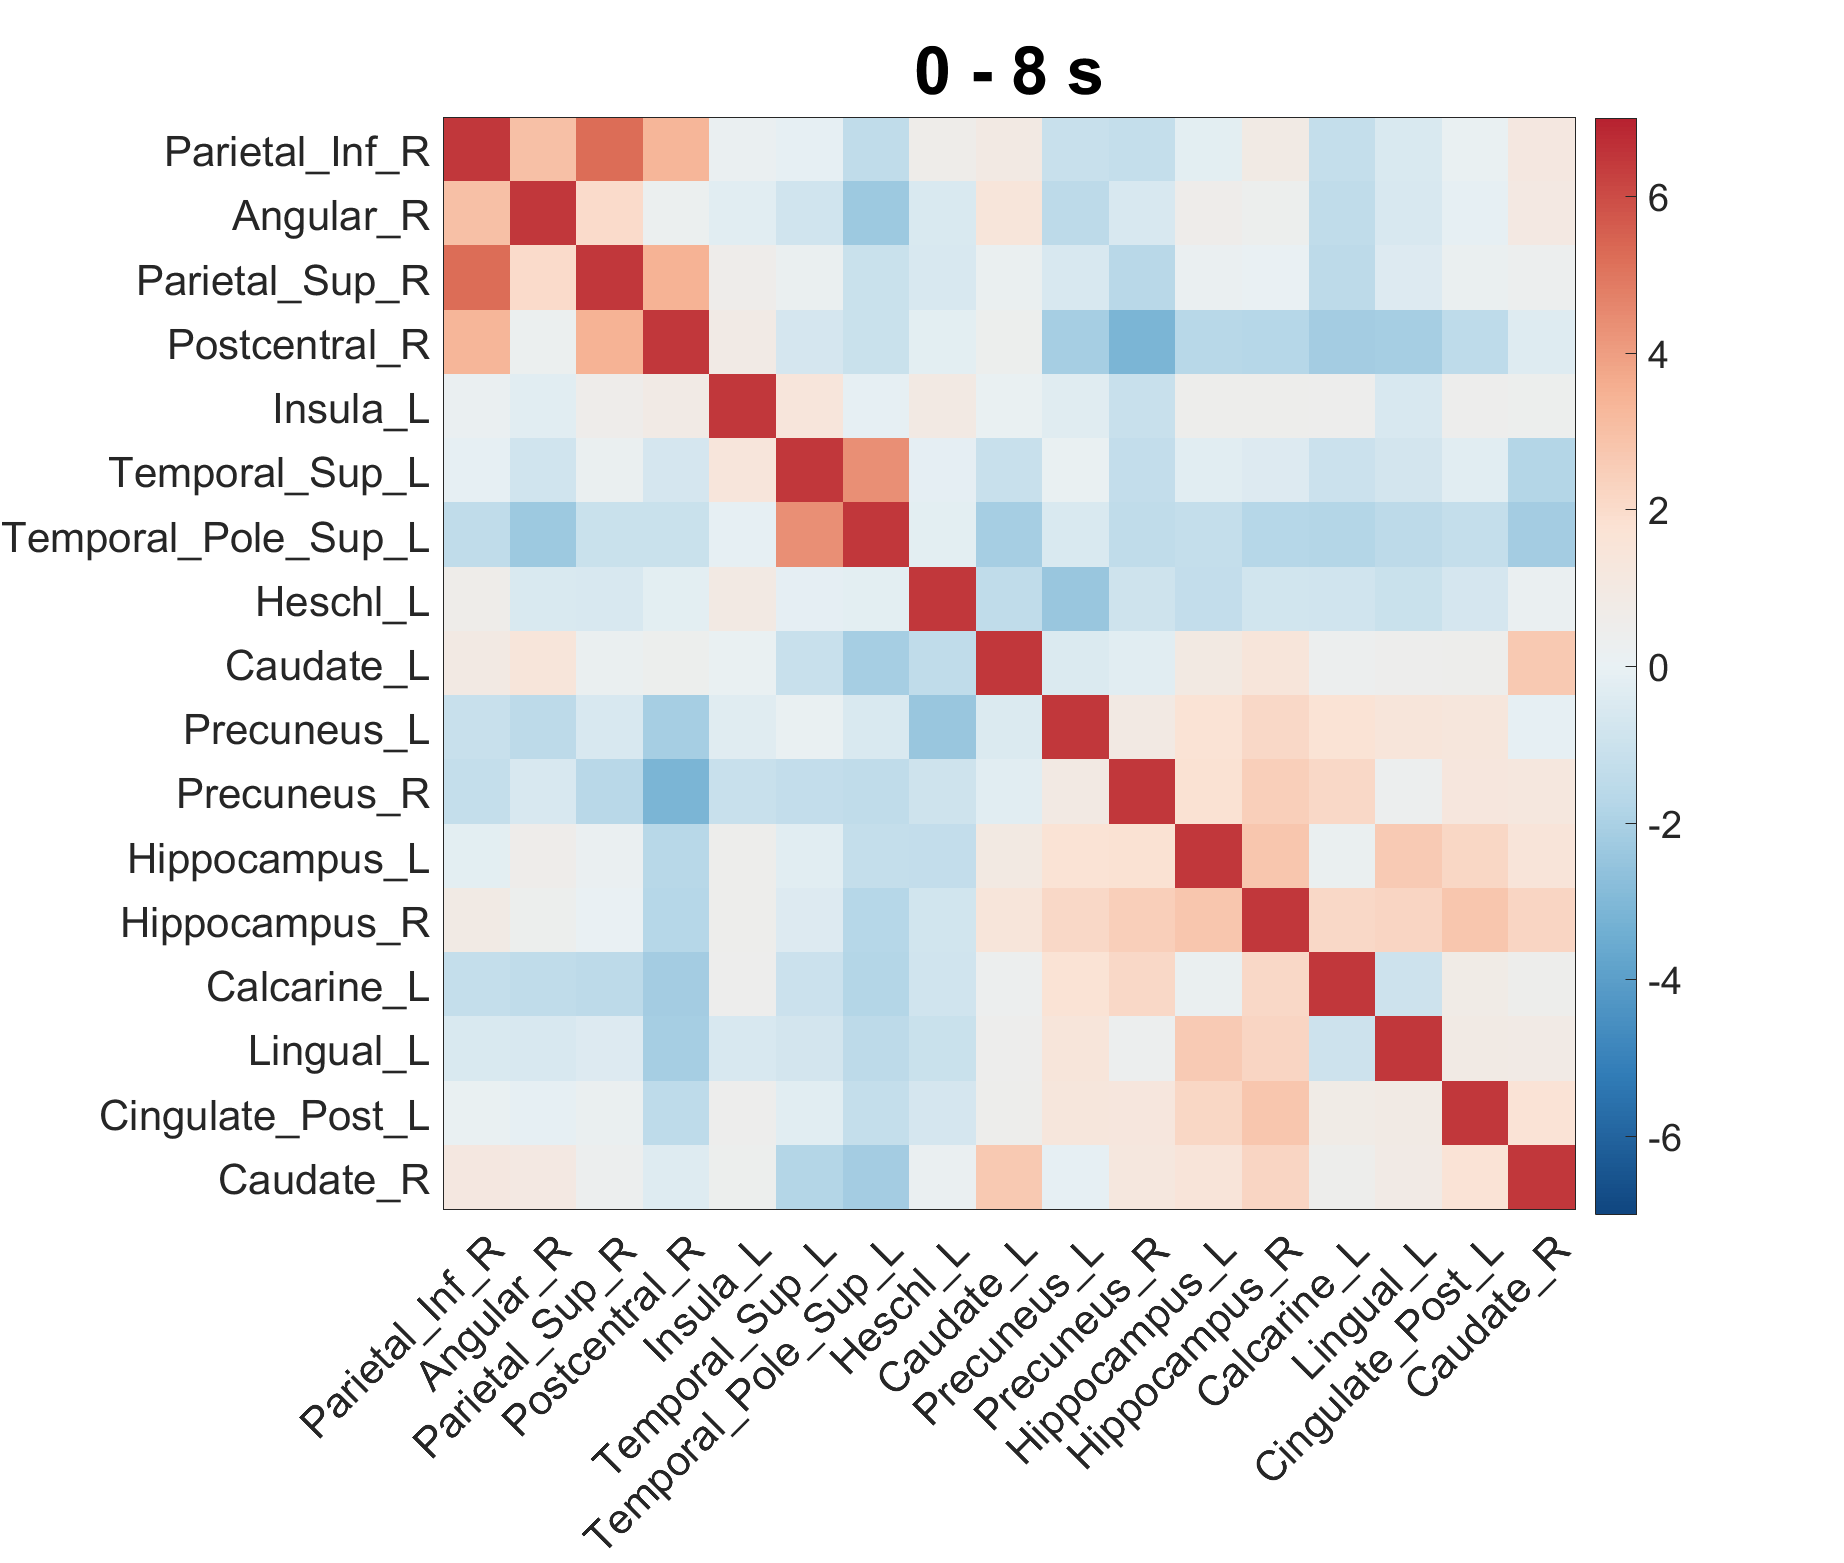 0 - 8 s
Parietal_Inf_R
Angular_R
Parietal_Sup_R
Postcentral_R
Insula_L
Temporal_Sup_L
Temporal_Pole_Sup_L
Heschl_L
Caudate_L
Precuneus_L
Precuneus_R
Hippocampus_L
Hippocampus_R
Calcarine_L
Lingual_L
Cingulate_Post_L
Caudate_R
6
4
2
0
-2
-4
-6
Parietal_Inf_R
Angular_R
Parietal_Sup_R
Postcentral_R
Insula_L
Temporal_Sup_L
Temporal_Pole_Sup_L
Heschl_L
Caudate_L
Precuneus_L
Precuneus_R
Hippocampus_L
Hippocampus_R
Calcarine_L
Lingual_L
Cingulate_Post_L
Caudate_R